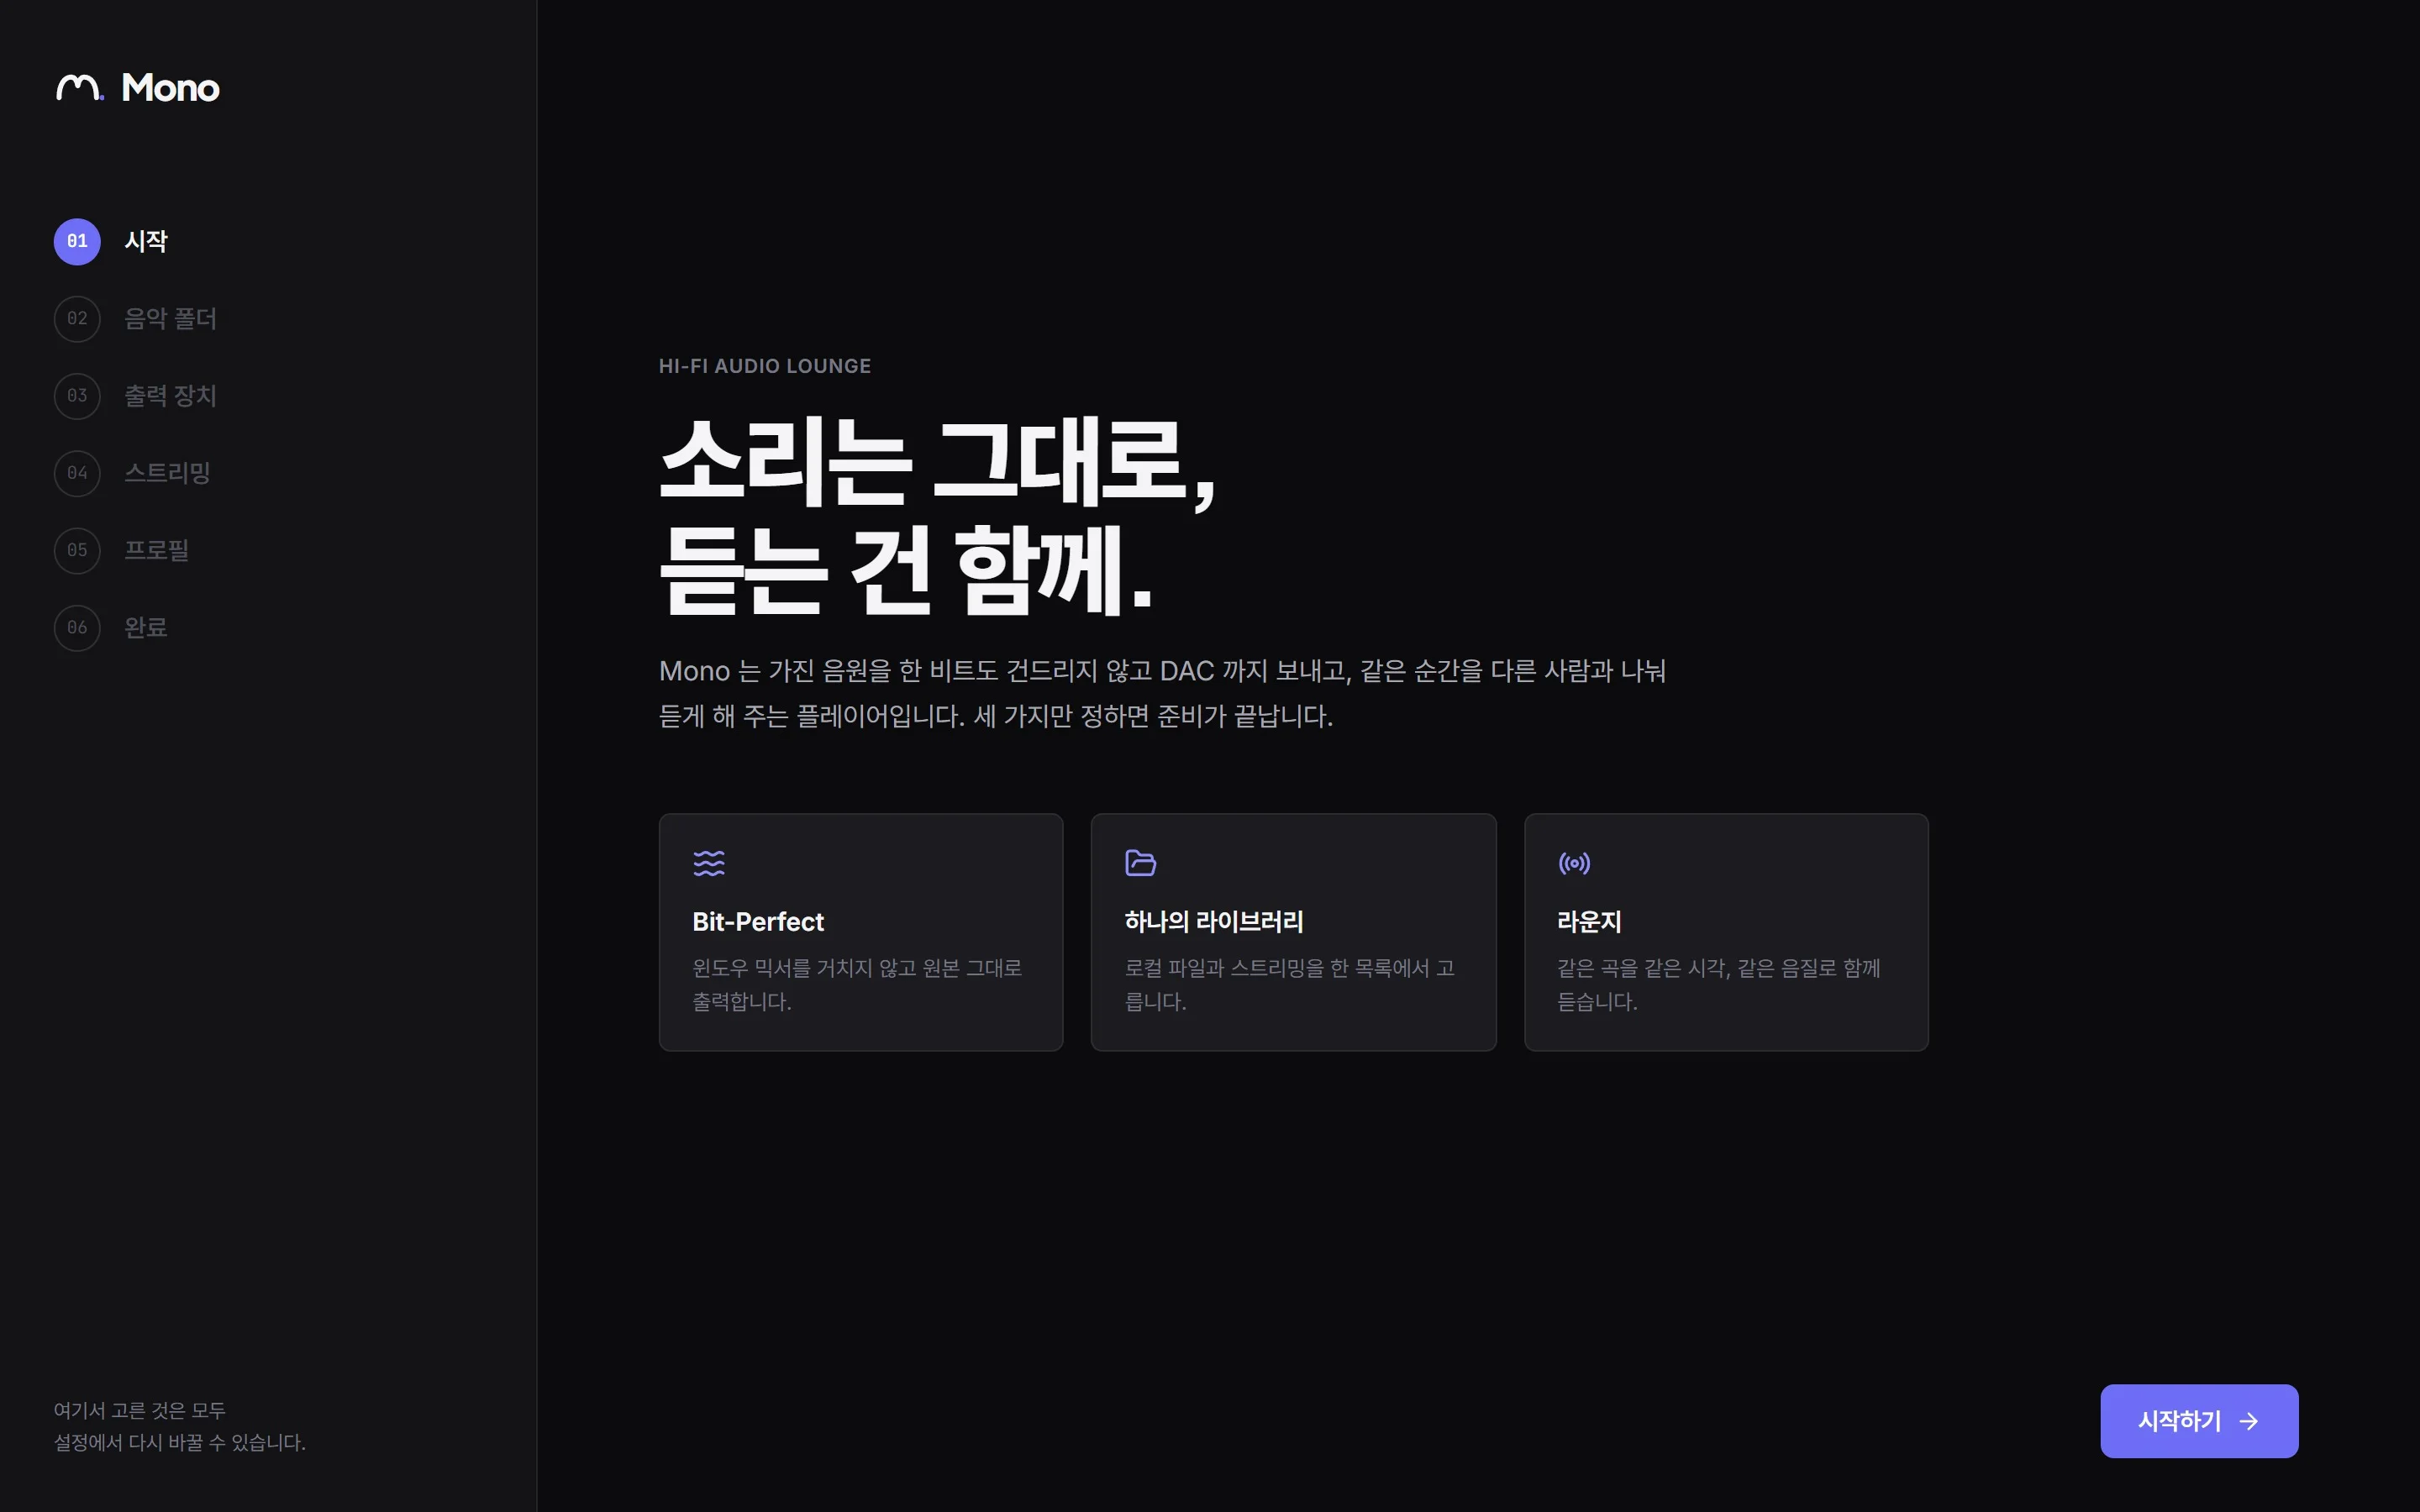 Mono
01 시작
02 음악 폴더
03 출력 장치
04 스트리밍
05 프로필
06 완료
여기서 고른 것은 모두
설정에서 다시 바꿀 수 있습니다.
HI-FI AUDIO LOUNGE
소리는 그대로,
듣는 건 함께.
Mono 는 가진 음원을 한 비트도 건드리지 않고 DAC 까지 보내고, 같은 순간을 다른 사람과 나눠
듣게 해 주는 플레이어입니다. 세 가지만 정하면 준비가 끝납니다.
Bit-Perfect
윈도우 믹서를 거치지 않고 원본 그대로
출력합니다.
하나의 라이브러리
로컬 파일과 스트리밍을 한 목록에서 고
릅니다.
라운지
같은 곡을 같은 시각, 같은 음질로 함께
듣습니다.
시작하기